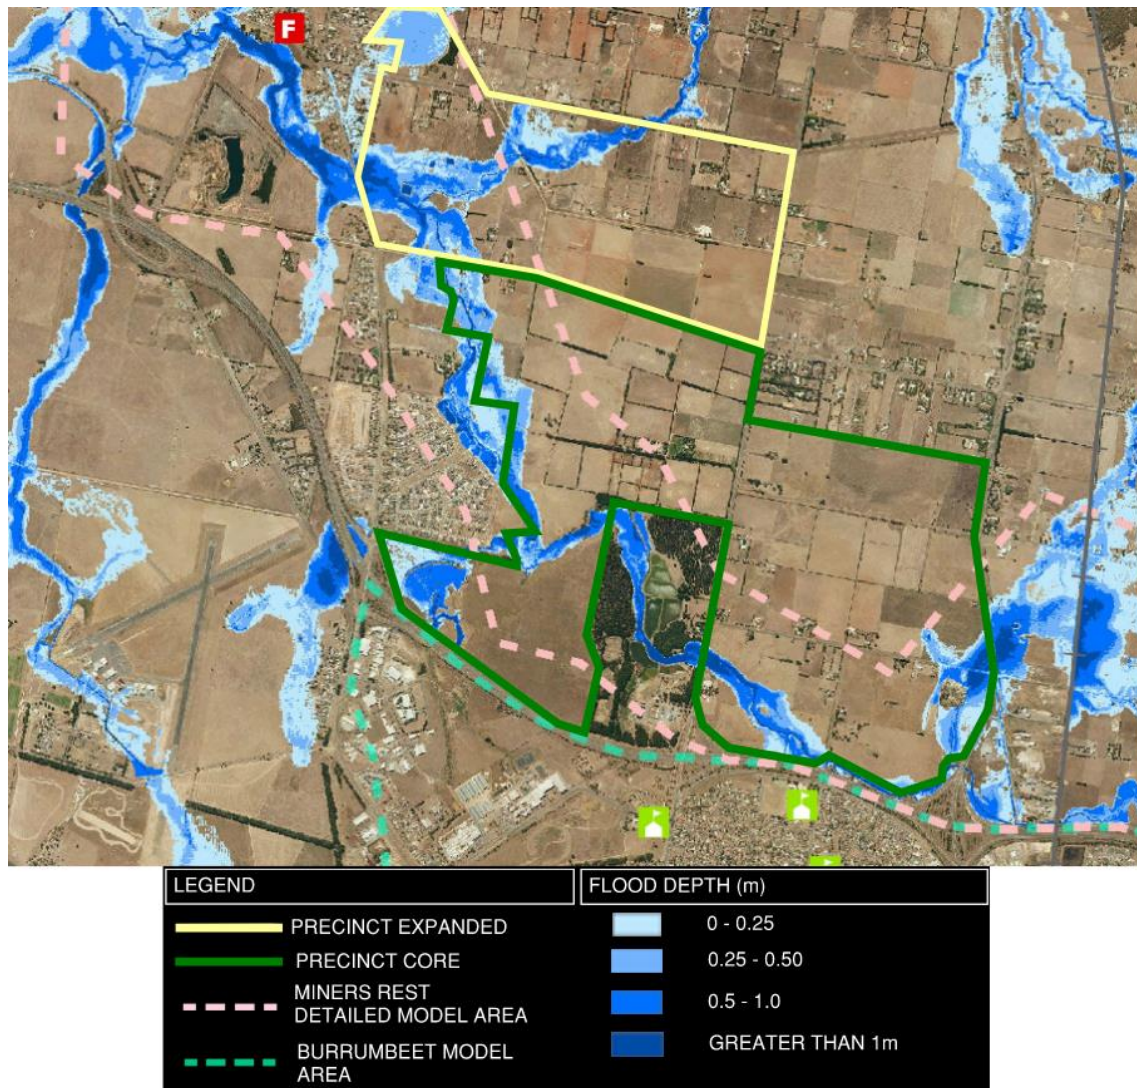 F
LEGEND
PRECINCT EXPANDED
PRECINCT CORE
MINERS REST
DETAILED MODEL AREA
BURRUMBEET MODEL
AREA
FLOOD DEPTH (m)
0 - 0.25
0.25 - 0.50
0.5 - 1.0
GREATER THAN 1m